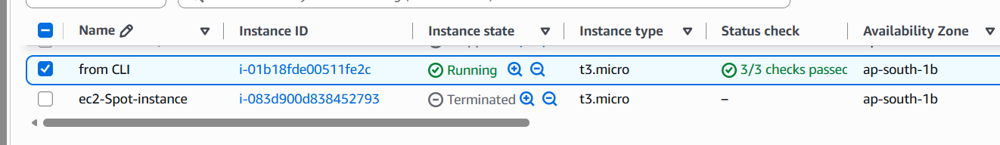 Name Instance ID Instance state Instance type Status check Availability Zone
from CLI i-01b18fde00511fe2c Running t3.micro 3/3 checks passec ap-south-1b
ec2-Spot-instance i-083d900d838452793 Terminated t3.micro – ap-south-1b